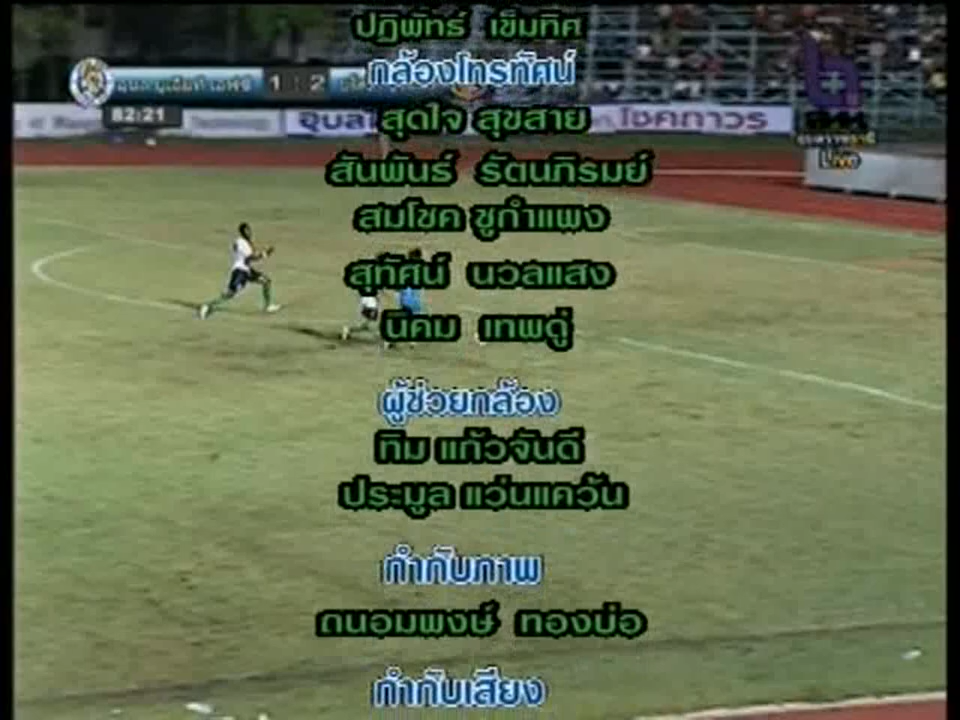 ปฏิพัทธ์ เข็มทิศ
กล้องโทรทัศน์
1 : 2
82:21
สุดใจ สุขสาย
อุบล โชคถาวร
Live
สัมพันธ์ รัตนภิรมย์
สมโชค ชูกำแพง
สุทัศน์ นวลแสง
นิคม เทพดู่
ผู้ช่วยกล้อง
ทิม แก้วจันดี
ประมูล แว่นแคว้น
กำกับภาพ
ถนอมพงษ์ ทองบ่อ
กำกับเสียง